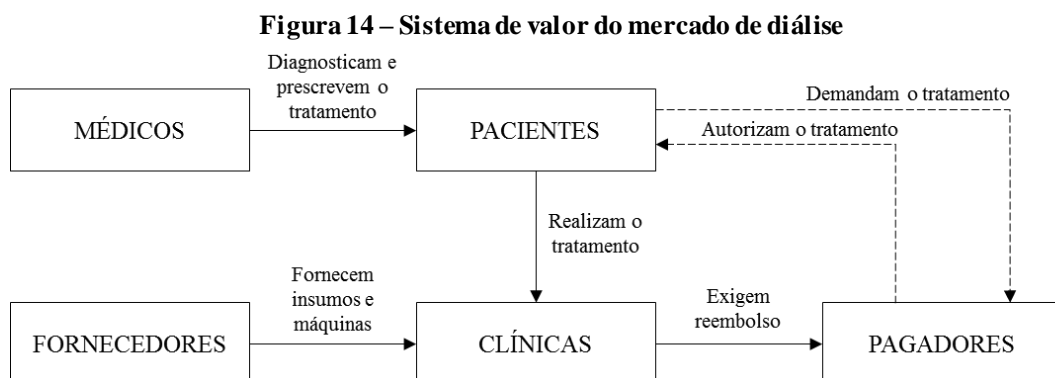 Figura 14 – Sistema de valor do mercado de diálise
Diagnosticam e
prescrevem o
tratamento
Demandam o tratamento
MÉDICOS
PACIENTES
Autorizam o tratamento
Realizam o
tratamento
Fornecem
insumos e
máquinas
Exigem
reembolso
FORNECEDORES
CLÍNICAS
PAGADORES